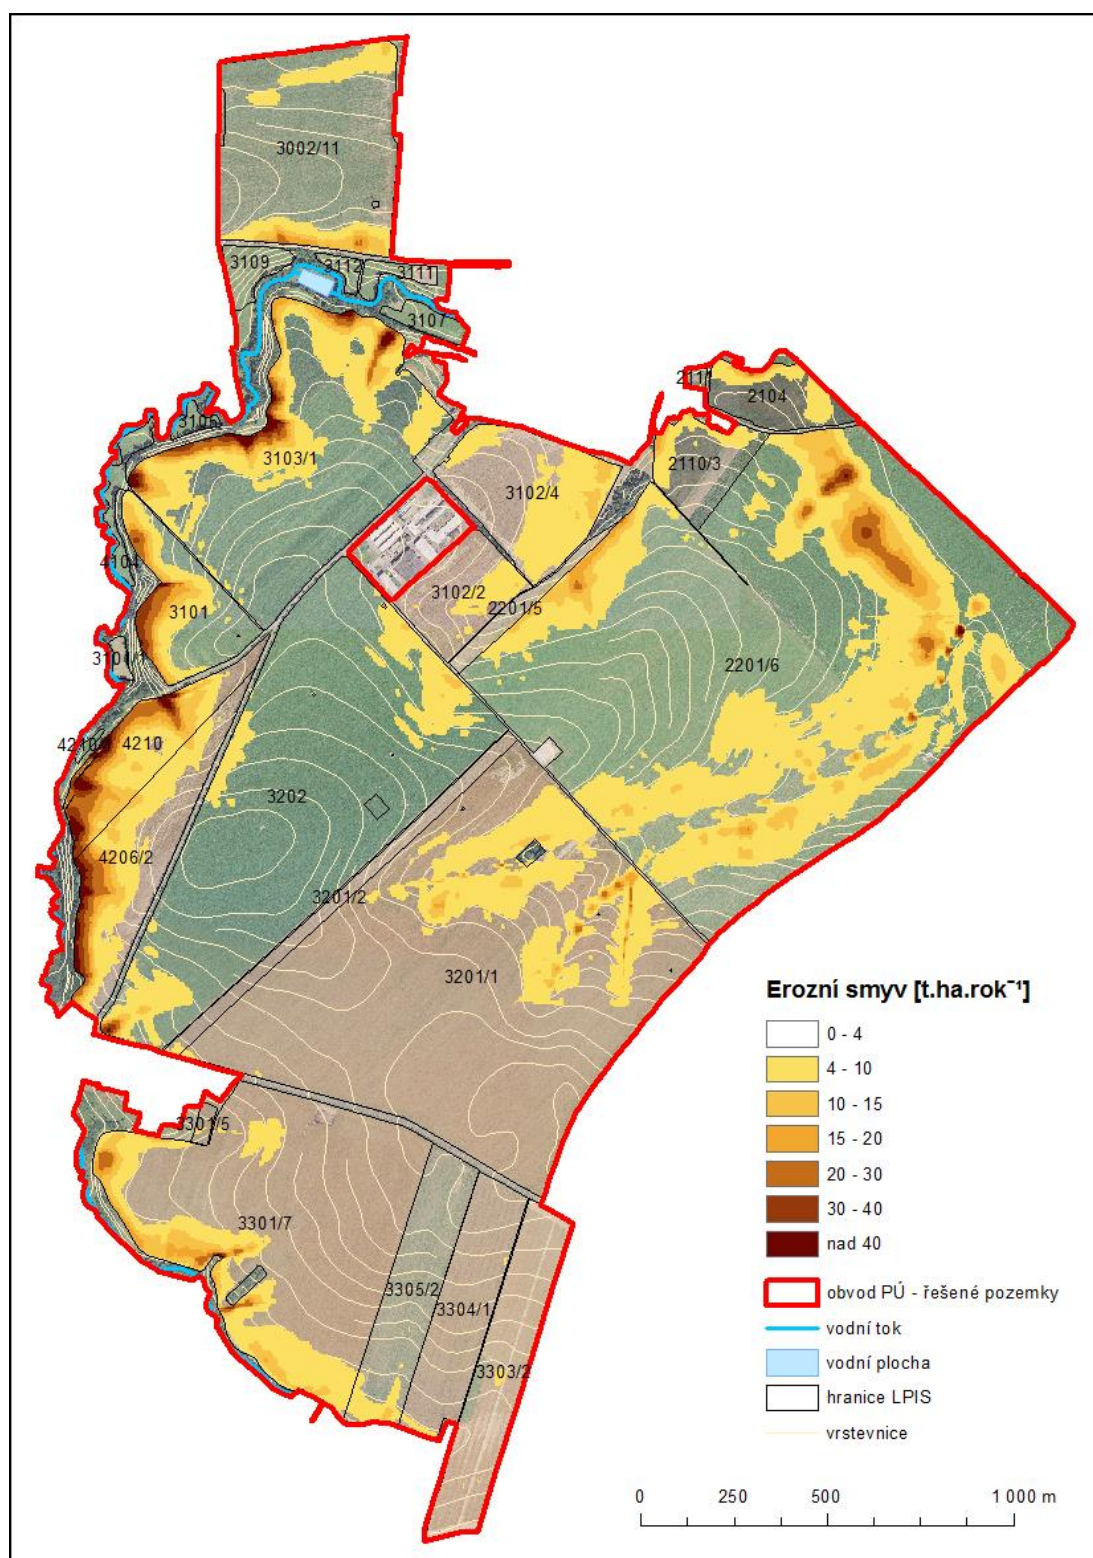 3002/11
3109
3112
3111
3107
2111
2104
3103/1
2110/3
3102/4
3101
3102/2
2201/5
2201/6
4210
3202
4206/2
3201/2
3201/1
Erozní smyv [t.ha.rok⁻¹]
0 - 4
4 - 10
10 - 15
15 - 20
20 - 30
30 - 40
nad 40
obvod PÚ - řešené pozemky
vodní tok
vodní plocha
hranice LPIS
vrstevnice
3301/5
3301/7
3305/2
3304/1
3303/2
0 250 500 1 000 m